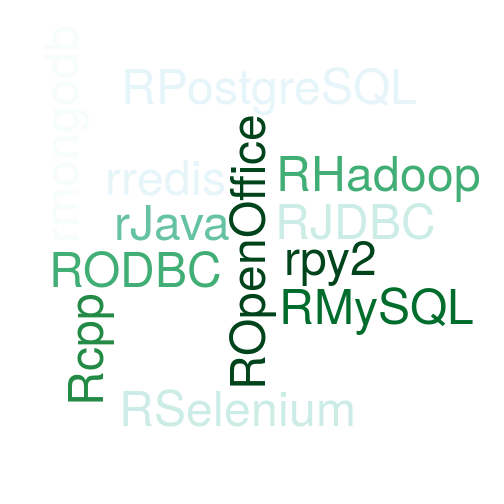 rmongodb
RPostgreSQL
rredis
ROpenOffice
RHadoop
rJava
RJDBC
RODBC
rpy2
Rcpp
RMySQL
RSelenium